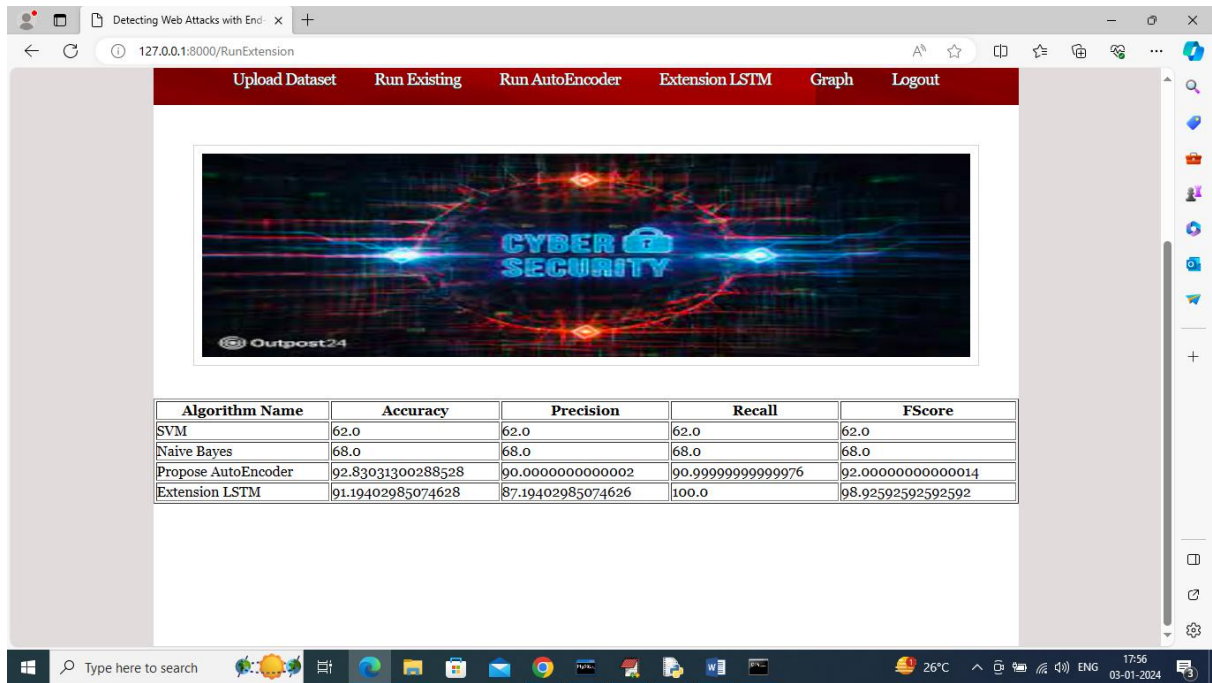 Detecting Web Attacks with End-
127.0.0.1:8000/RunExtension
Upload Dataset Run Existing Run AutoEncoder Extension LSTM Graph Logout
CYBER
SECURITY
Outpost24
Algorithm Name Accuracy Precision Recall FScore
SVM 62.0 62.0 62.0 62.0
Naive Bayes 68.0 68.0 68.0 68.0
Propose AutoEncoder 92.83031300288528 90.0000000000002 90.99999999999976 92.00000000000014
Extension LSTM 91.19402985074628 87.19402985074626 100.0 98.92592592592592
Type here to search 26°C ENG 17:56
03-01-2024